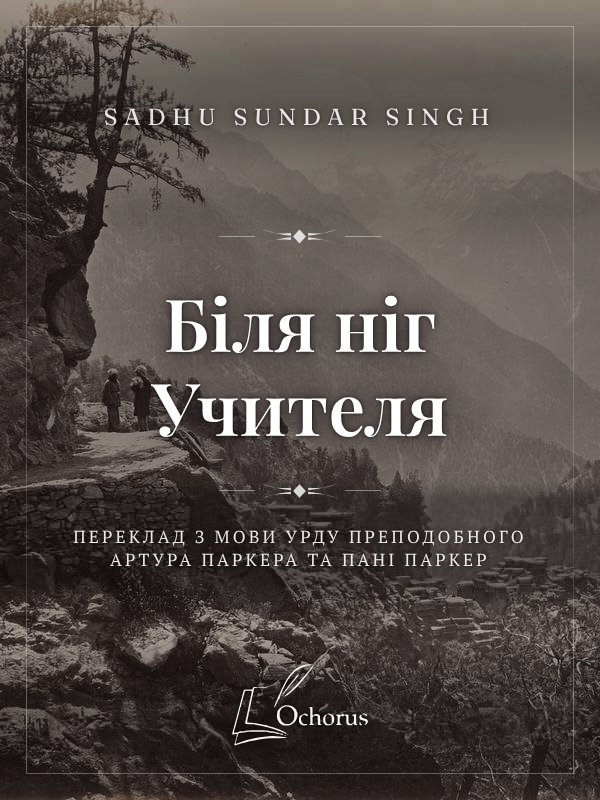 SADHU SUNDAR SINGH
Біля ніг
Учителя
ПЕРЕКЛАД З МОВИ УРДУ ПРЕПОДОБНОГО
АРТУРА ПАРКЕРА ТА ПАНІ ПАРКЕР
Ochorus